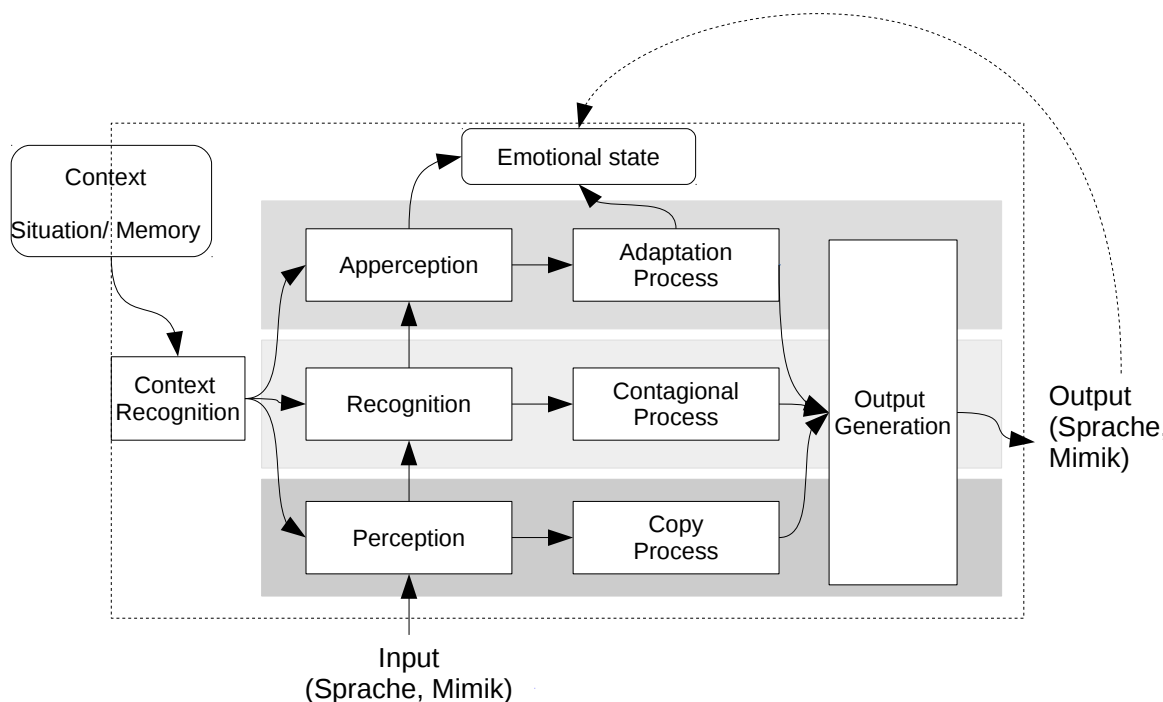 Emotional state
Context
Situation/ Memory
Apperception
Adaptation
Process
Context
Recognition
Recognition
Contagional
Process
Output
Generation
Output
(Sprache,
Mimik)
Perception
Copy
Process
Input
(Sprache, Mimik)